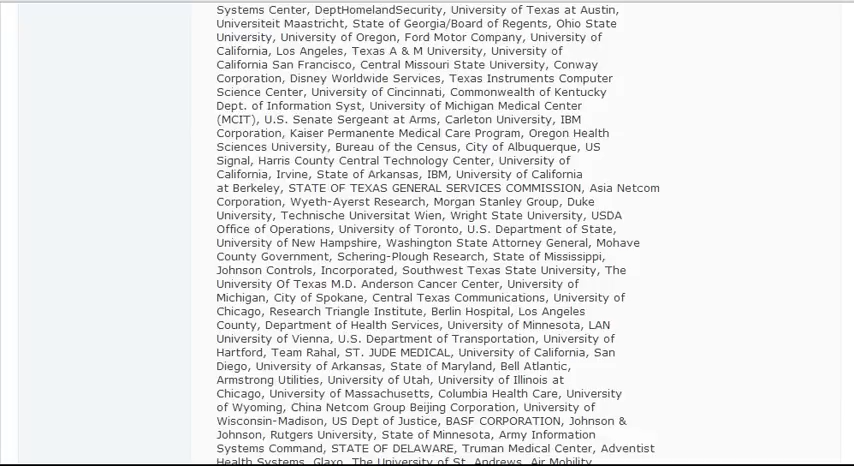 Systems Center, DeptHomelandSecurity, University of Texas at Austin,
Universiteit Maastricht, State of Georgia/Board of Regents, Ohio State
University, University of Oregon, Ford Motor Company, University of
California, Los Angeles, Texas A & M University, University of
California San Francisco, Central Missouri State University, Conway
Corporation, Disney Worldwide Services, Texas Instruments Computer
Science Center, University of Cincinnati, Commonwealth of Kentucky
Dept. of Information Syst, University of Michigan Medical Center
(MCIT), U.S. Senate Sergeant at Arms, Carleton University, IBM
Corporation, Kaiser Permanente Medical Care Program, Oregon Health
Sciences University, Bureau of the Census, City of Albuquerque, US
Signal, Harris County Central Technology Center, University of
California, Irvine, State of Arkansas, IBM, University of California
at Berkeley, STATE OF TEXAS GENERAL SERVICES COMMISSION, Asia Netcom
Corporation, Wyeth-Ayerst Research, Morgan Stanley Group, Duke
University, Technische Universitat Wien, Wright State University, USDA
Office of Operations, University of Toronto, U.S. Department of State,
University of New Hampshire, Washington State Attorney General, Mohave
County Government, Schering-Plough Research, State of Mississippi,
Johnson Controls, Incorporated, Southwest Texas State University, The
University Of Texas M.D. Anderson Cancer Center, University of
Michigan, City of Spokane, Central Texas Communications, University of
Chicago, Research Triangle Institute, Berlin Hospital, Los Angeles
County, Department of Health Services, University of Minnesota, LAN
University of Vienna, U.S. Department of Transportation, University of
Hartford, Team Rahal, ST. JUDE MEDICAL, University of California, San
Diego, University of Arkansas, State of Maryland, Bell Atlantic,
Armstrong Utilities, University of Utah, University of Illinois at
Chicago, University of Massachusetts, Columbia Health Care, University
of Wyoming, China Netcom Group Beijing Corporation, University of
Wisconsin-Madison, US Dept of Justice, BASF CORPORATION, Johnson &
Johnson, Rutgers University, State of Minnesota, Army Information
Systems Command, STATE OF DELAWARE, Truman Medical Center, Adventist
Health Systems, Glaxo, The University of St. Andrews, Air Mobility